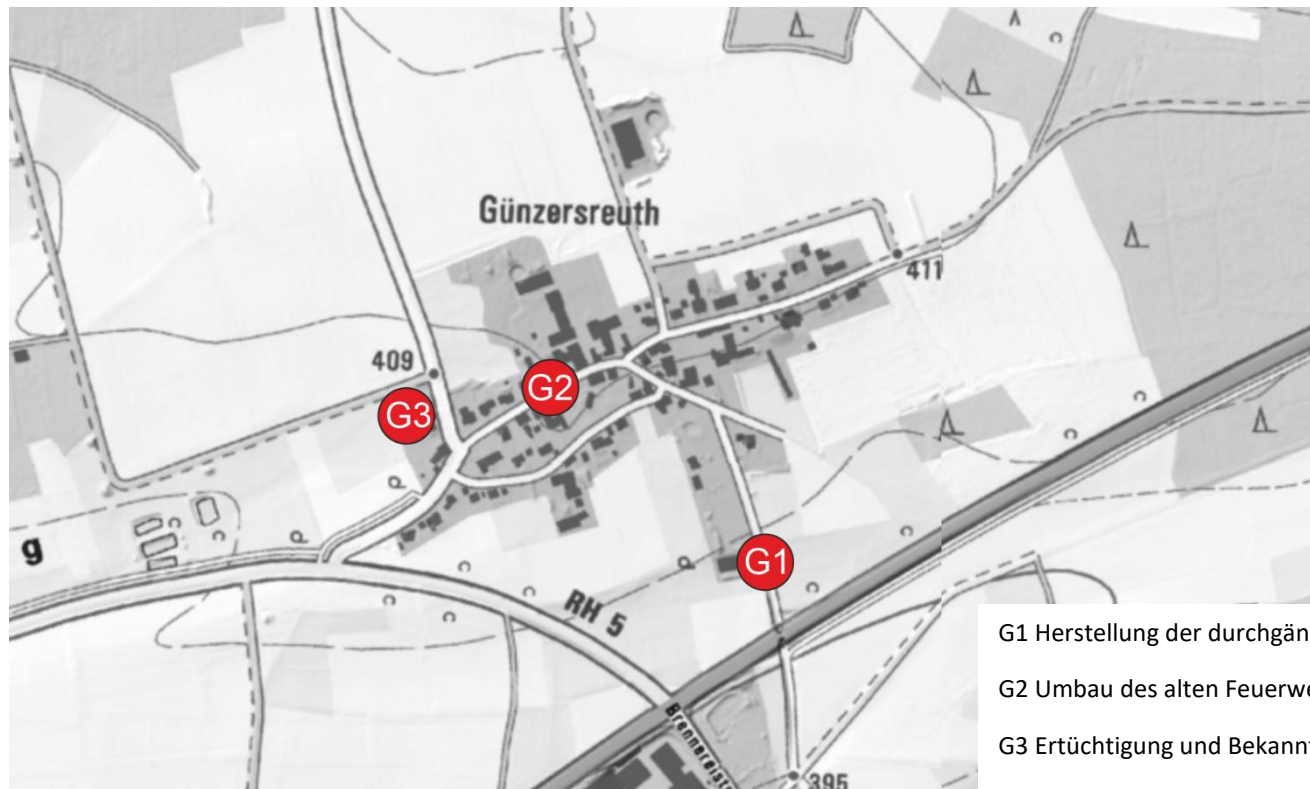 Günzersreuth
411
409
G2
G3
g
G1
RH 5
Brennereistr
395
G1 Herstellung der durchgän
G2 Umbau des alten Feuerwe
G3 Ertüchtigung und Bekann